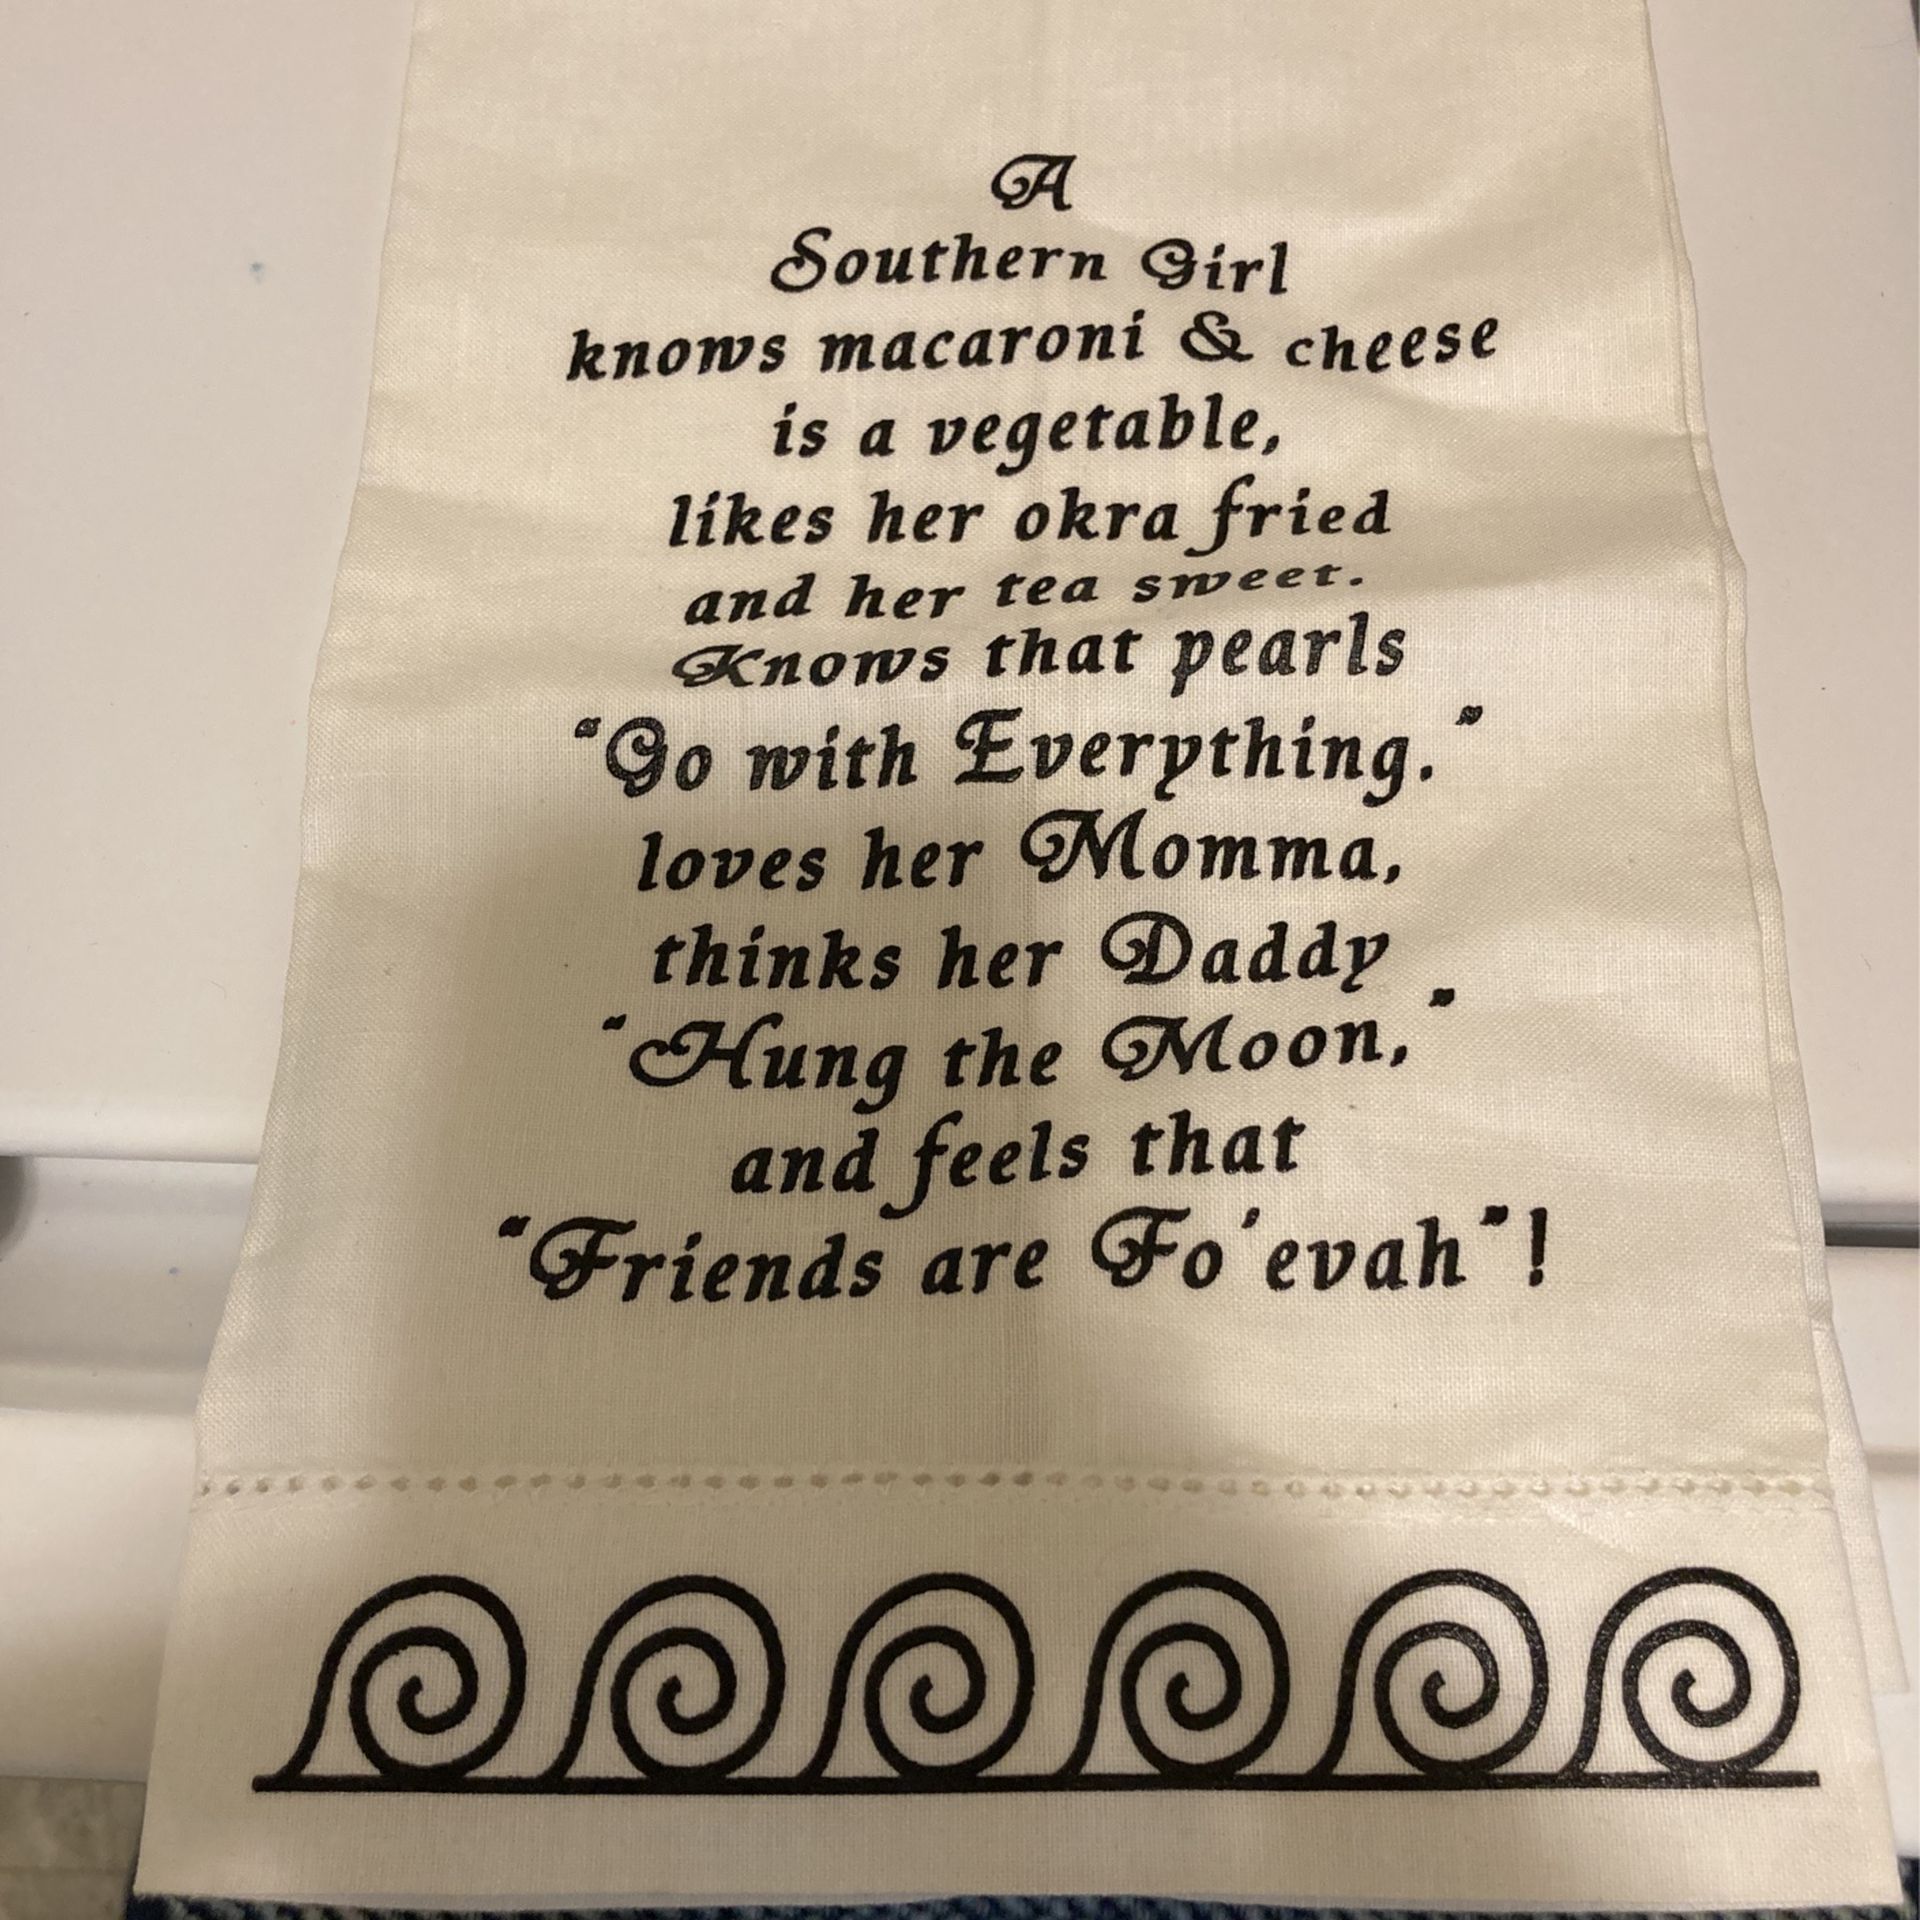 A
Southern Girl
knows macaroni & cheese
is a vegetable,
likes her okra fried
and her tea sweet.
Knows that pearls
"Go with Everything."
loves her Momma,
thinks her Daddy
"Hung the Moon,"
and feels that
"Friends are Fo'evah"!